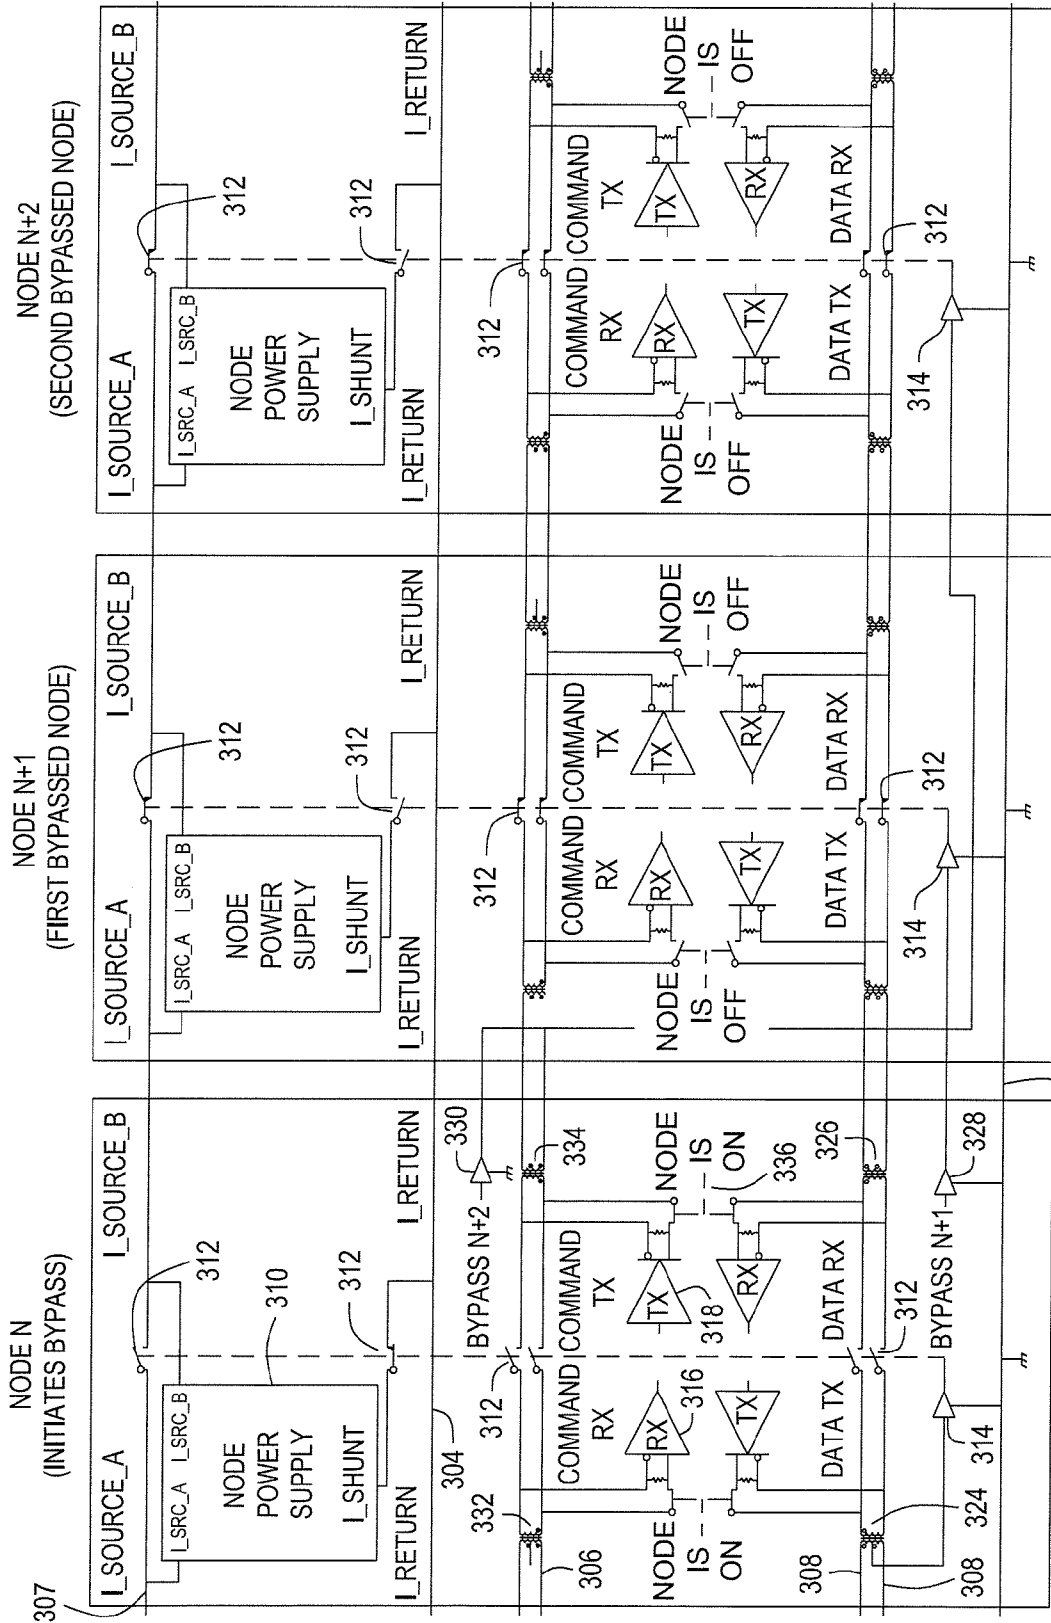 NODE N
(INITIATES BYPASS)
307
I_SOURCE_A
I_SOURCE_B
312
I_SRC_A
I_SRC_B
310
NODE
POWER
SUPPLY
I_SHUNT
312
I_RETURN
I_RETURN
304
330
BYPASS N+2
332
334
312
306
COMMAND
RX
COMMAND
TX
RX
316
TX
318
NODE
IS
ON
NODE
IS
ON
336
TX
RX
DATA TX
DATA RX
308
324
326
312
308
BYPASS N+1
328
314
NODE N+1
(FIRST BYPASSED NODE)
I_SOURCE_A
I_SOURCE_B
312
I_SRC_A
I_SRC_B
NODE
POWER
SUPPLY
I_SHUNT
312
I_RETURN
I_RETURN
312
COMMAND
RX
COMMAND
TX
RX
TX
NODE
IS
OFF
NODE
IS
OFF
TX
RX
DATA TX
DATA RX
312
314
NODE N+2
(SECOND BYPASSED NODE)
I_SOURCE_A
I_SOURCE_B
312
I_SRC_A
I_SRC_B
NODE
POWER
SUPPLY
I_SHUNT
312
I_RETURN
I_RETURN
312
COMMAND
RX
COMMAND
TX
RX
TX
NODE
IS
OFF
NODE
IS
OFF
TX
RX
DATA TX
DATA RX
312
314